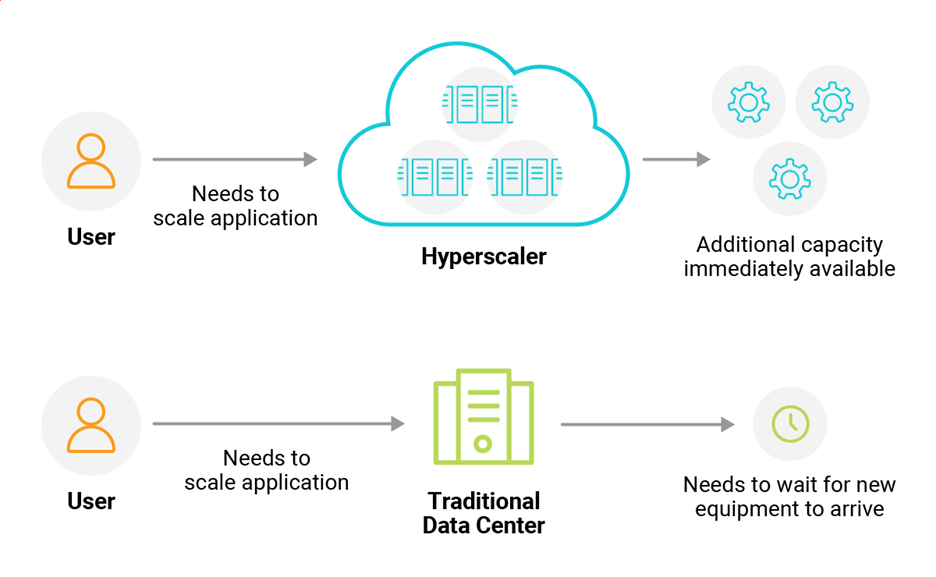 Needs to
scale application
User
Hyperscaler
Additional capacity
immediately available
Needs to
scale application
User
Traditional
Data Center
Needs to wait for new
equipment to arrive